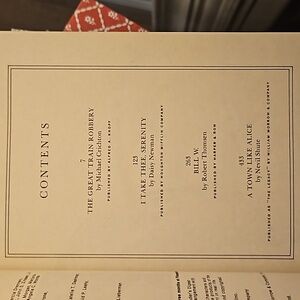 CONTENTS
7
THE GREAT TRAIN ROBBERY
by Michael Crichton
PUBLISHED BY ALFRED A. KNOPF
123
I TAKE THEE, SERENITY
by Daisy Newman
PUBLISHED BY HOUGHTON MIFFLIN COMPANY
263
BILL W.
by Robert Thomsen
PUBLISHED BY HARPER & ROW
433
A TOWN LIKE ALICE
by Nevil Shute
PUBLISHED AS "THE LEGACY" BY WILLIAM MORROW & COMPANY